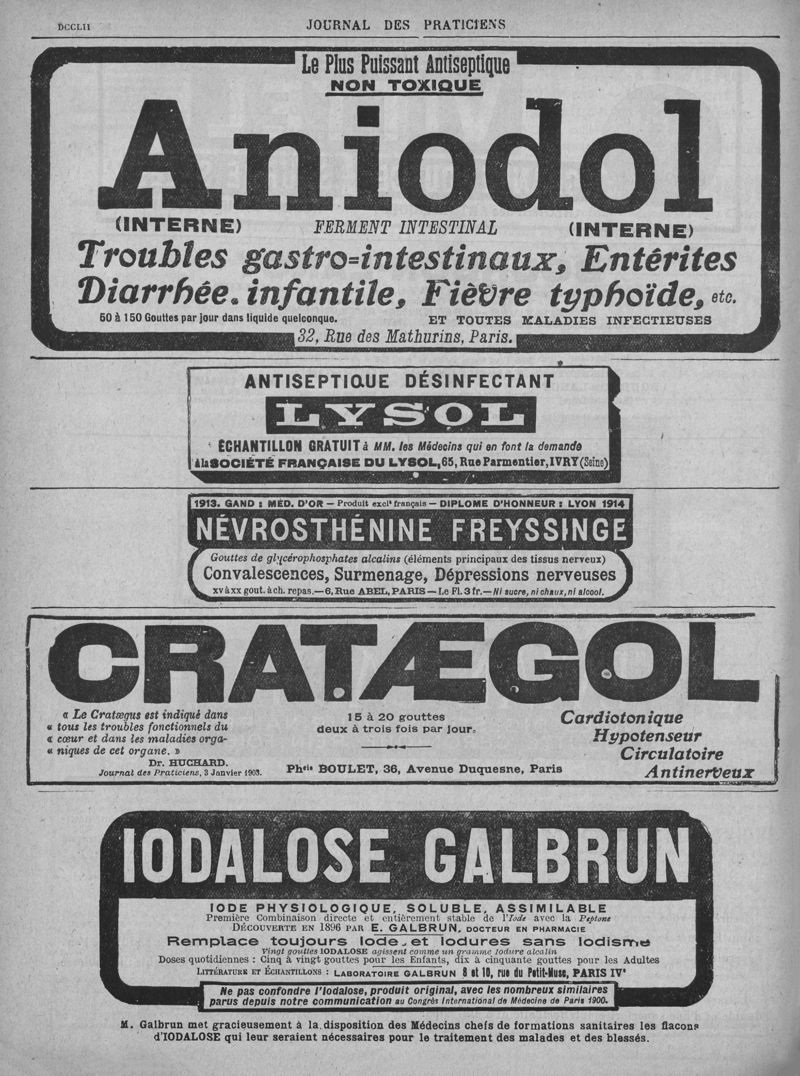 DCCLII
JOURNAL DES PRATICIENS
Le Plus Puissant Antiseptique
NON TOXIQUE
Aniodol
(INTERNE) FERMENT INTESTINAL (INTERNE)
Troubles gastro=intestinaux, Entérites
Diarrhée. infantile, Fièvre typhoïde, etc.
50 à 150 Gouttes par jour dans liquide quelconque. ET TOUTES MALADIES INFECTIEUSES
32, Rue des Mathurins, Paris.
ANTISEPTIQUE DÉSINFECTANT
LYSOL
ÉCHANTILLON GRATUIT à MM. les Médecins qui en font la demande
à la SOCIÉTÉ FRANÇAISE DU LYSOL, 65, Rue Parmentier, IVRY (Seine)
1913. GAND : MÉD. D'OR — Produit exclt français — DIPLOME D'HONNEUR : LYON 1914
NÉVROSTHÉNINE FREYSSINGE
Gouttes de glycérophosphates alcalins (éléments principaux des tissus nerveux)
Convalescences, Surmenage, Dépressions nerveuses
xv à xx gout. à ch. repas. — 6, Rue ABEL, PARIS — Le Fl. 3 fr. — Ni sucre, ni chaux, ni alcool.
CRATÆGOL
« Le Cratægus est indiqué dans
« tous les troubles fonctionnels du
« cœur et dans les maladies orga-
« niques de cet organe. »
Dr. HUCHARD.
Journal des Praticiens, 3 Janvier 1903.
15 à 20 gouttes
deux à trois fois par jour.
Phcie BOULET, 36, Avenue Duquesne, Paris
Cardiotonique
Hypotenseur
Circulatoire
Antinerveux
IODALOSE GALBRUN
IODE PHYSIOLOGIQUE, SOLUBLE, ASSIMILABLE
Première Combinaison directe et entièrement stable de l'Iode avec la Peptone
DÉCOUVERTE EN 1896 PAR E. GALBRUN, DOCTEUR EN PHARMACIE
Remplace toujours Iode et Iodures sans Iodisme
Vingt gouttes IODALOSE agissent comme un gramme Iodure alcalin
Doses quotidiennes : Cinq à vingt gouttes pour les Enfants, dix à cinquante gouttes pour les Adultes
LITTÉRATURE ET ÉCHANTILLONS : LABORATOIRE GALBRUN 8 et 10, rue du Petit-Musc, PARIS IVe
Ne pas confondre l'Iodalose, produit original, avec les nombreux similaires
parus depuis notre communication au Congrès International de Médecine de Paris 1900.
M. Galbrun met gracieusement à la disposition des Médecins chefs de formations sanitaires les flacons
d'IODALOSE qui leur seraient nécessaires pour le traitement des malades et des blessés.